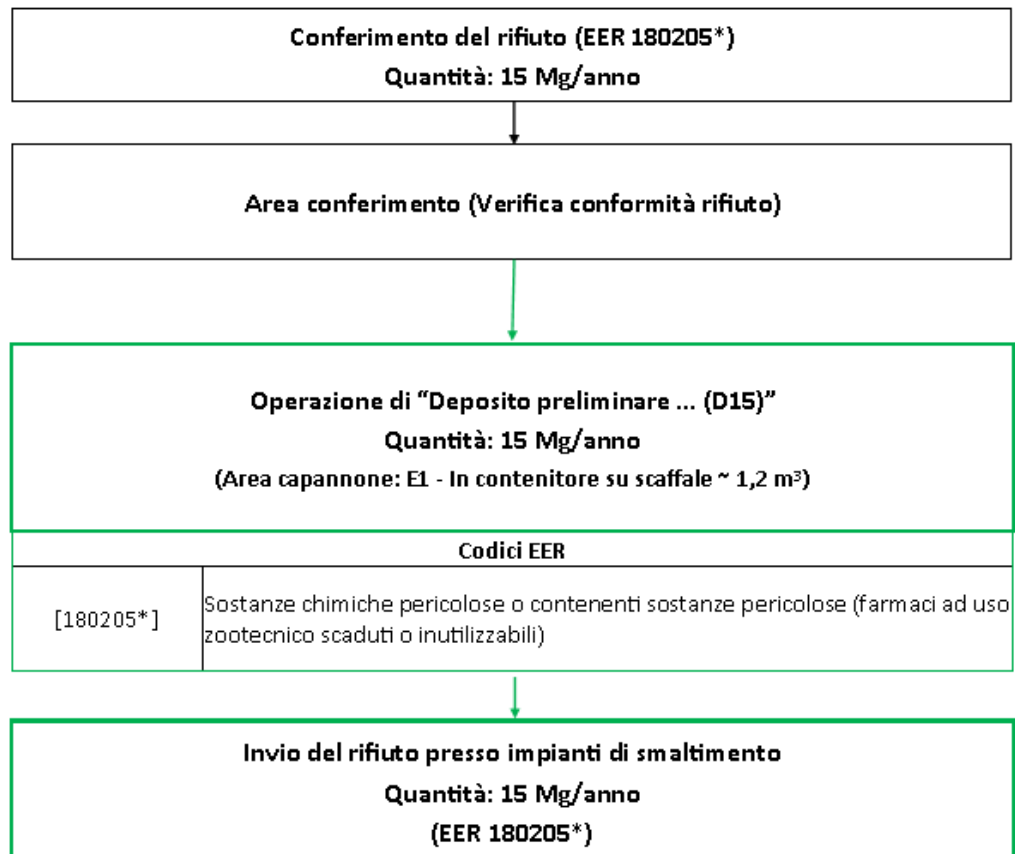 Conferimento del rifiuto (EER 180205*)
Quantità: 15 Mg/anno
Area conferimento (Verifica conformità rifiuto)
Operazione di “Deposito preliminare ... (D15)”
Quantità: 15 Mg/anno
(Area capannone: E1 - In contenitore su scaffale ~ 1,2 m³)
Codici EER
[180205*]
Sostanze chimiche pericolose o contenenti sostanze pericolose (farmaci ad uso
zootecnico scaduti o inutilizzabili)
Invio del rifiuto presso impianti di smaltimento
Quantità: 15 Mg/anno
(EER 180205*)